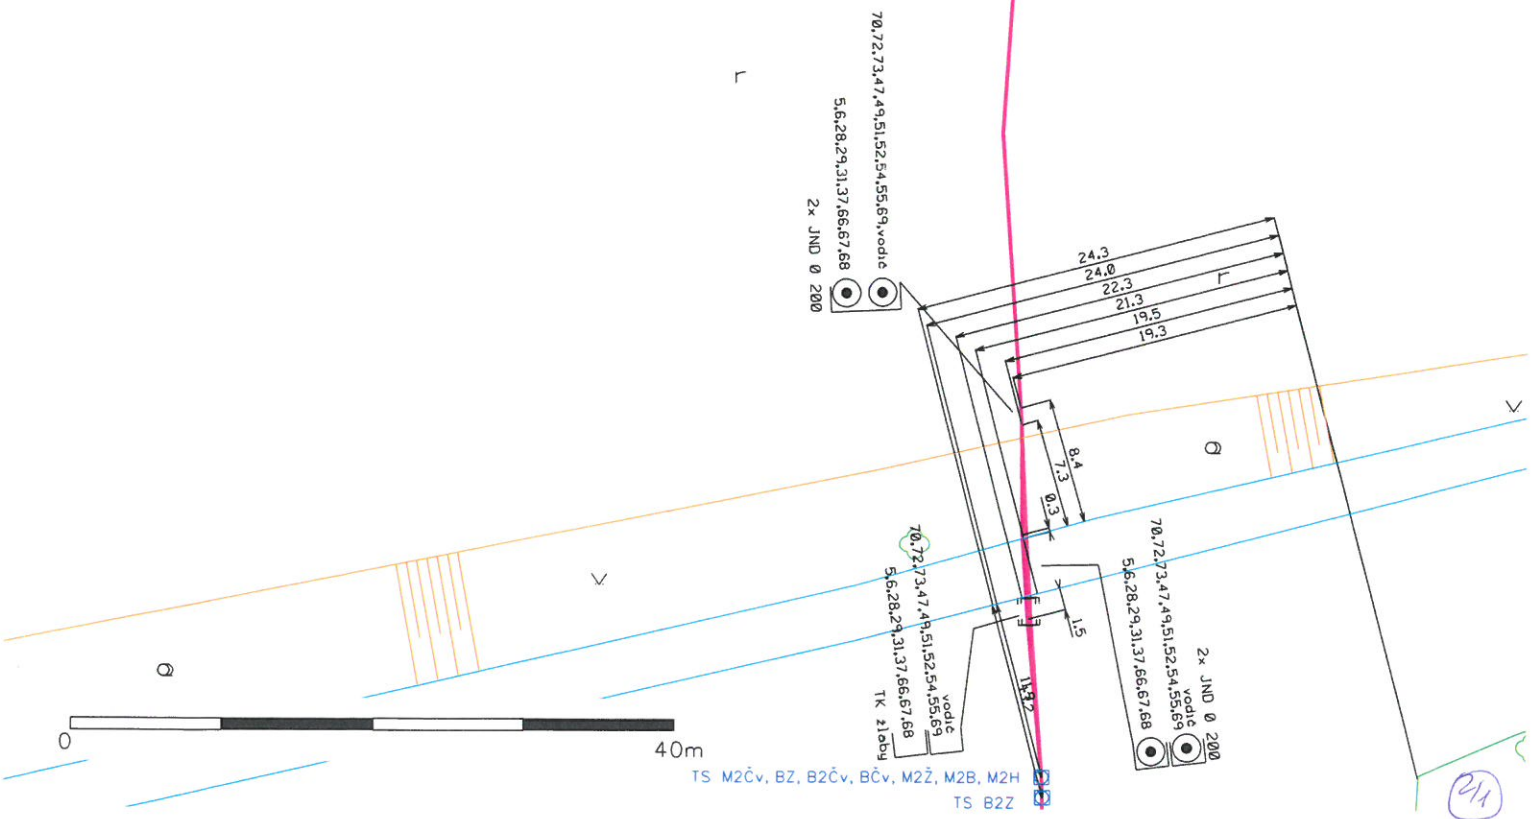 70,72,73,47,49,51,52,54,55,69,vodič
5,6,28,29,31,37,66,67,68
2x JND 0 200
24.3
24.0
22.3
21.3
19.5
19.3
8.4
7.3
0.3
1.5
70,72,73,47,49,51,52,54,55,69
vodič
5,6,28,29,31,37,66,67,68
TK žlaby
2x JND 0 200
vodič
70,72,73,47,49,51,52,54,55,69
5,6,28,29,31,37,66,67,68
0
40m
TS M2Čv, BZ, B2Čv, BČv, M2Ž, M2B, M2H
TS B2Z
2/1